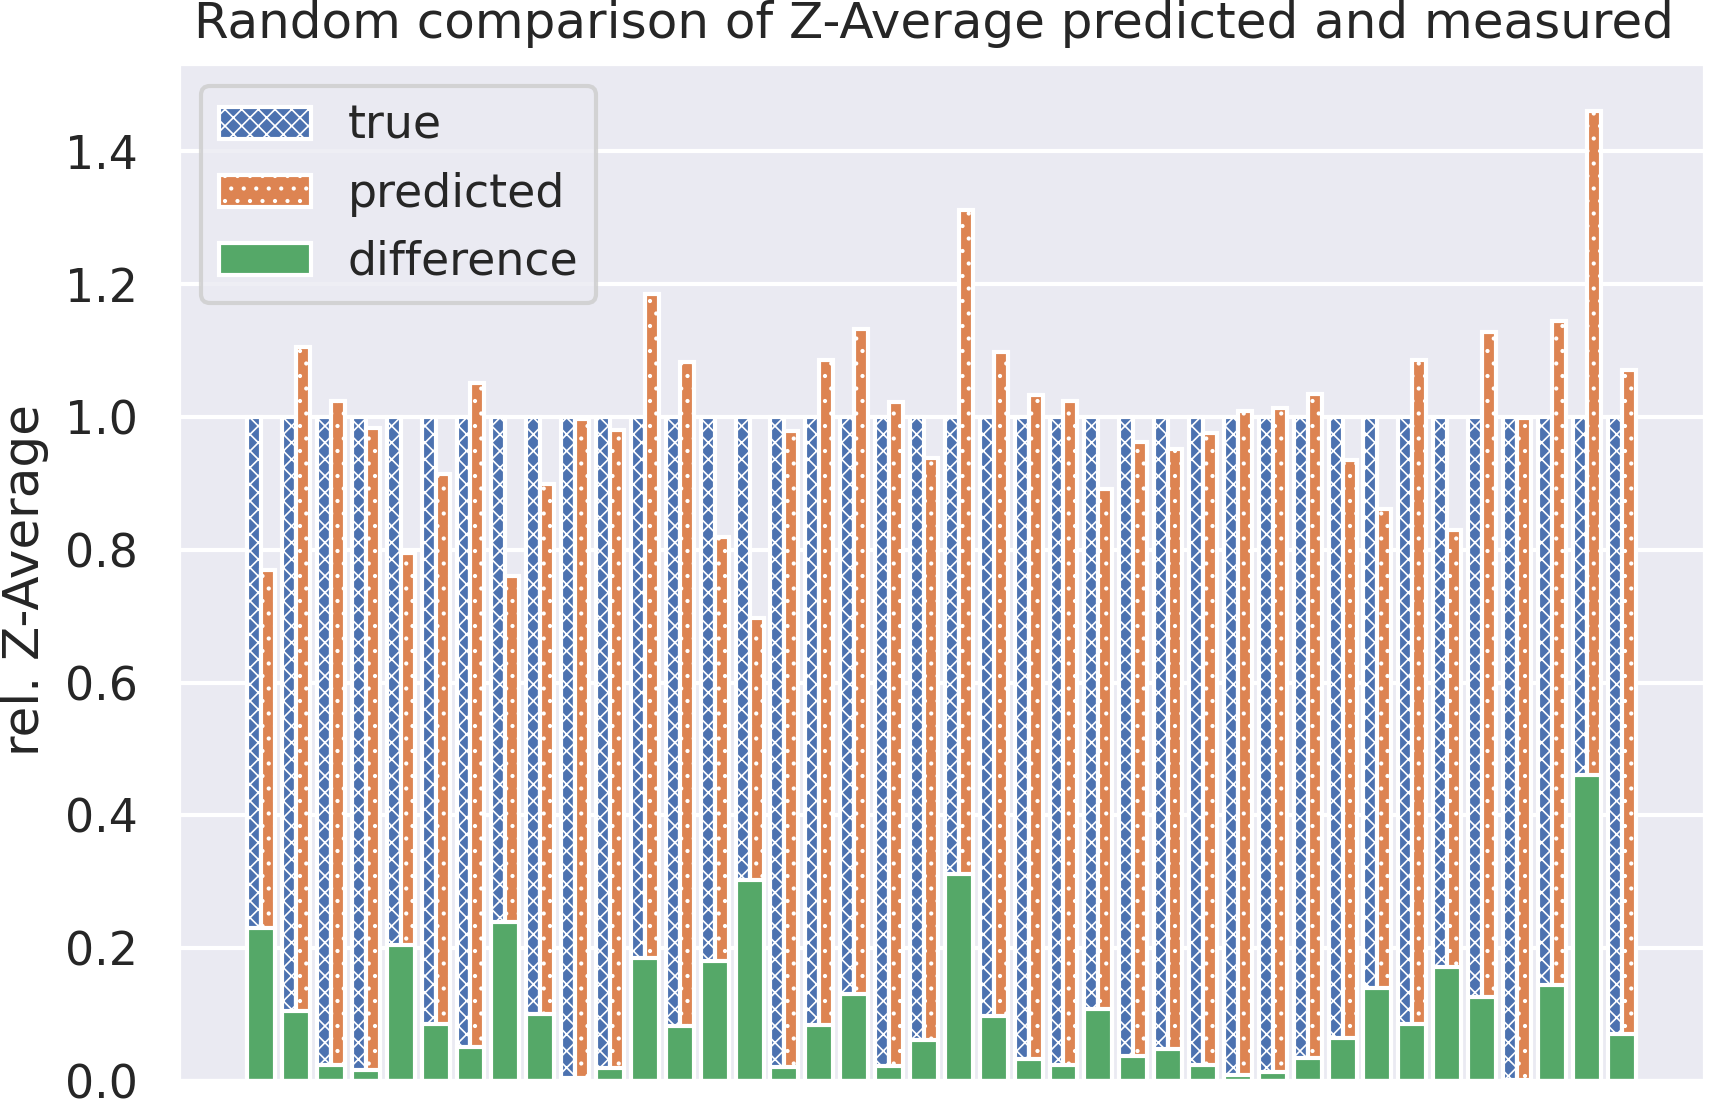 Random comparison of Z-Average predicted and measured
true
predicted
difference
1.4
1.2
1.0
0.8
0.6
0.4
0.2
0.0
rel. Z-Average